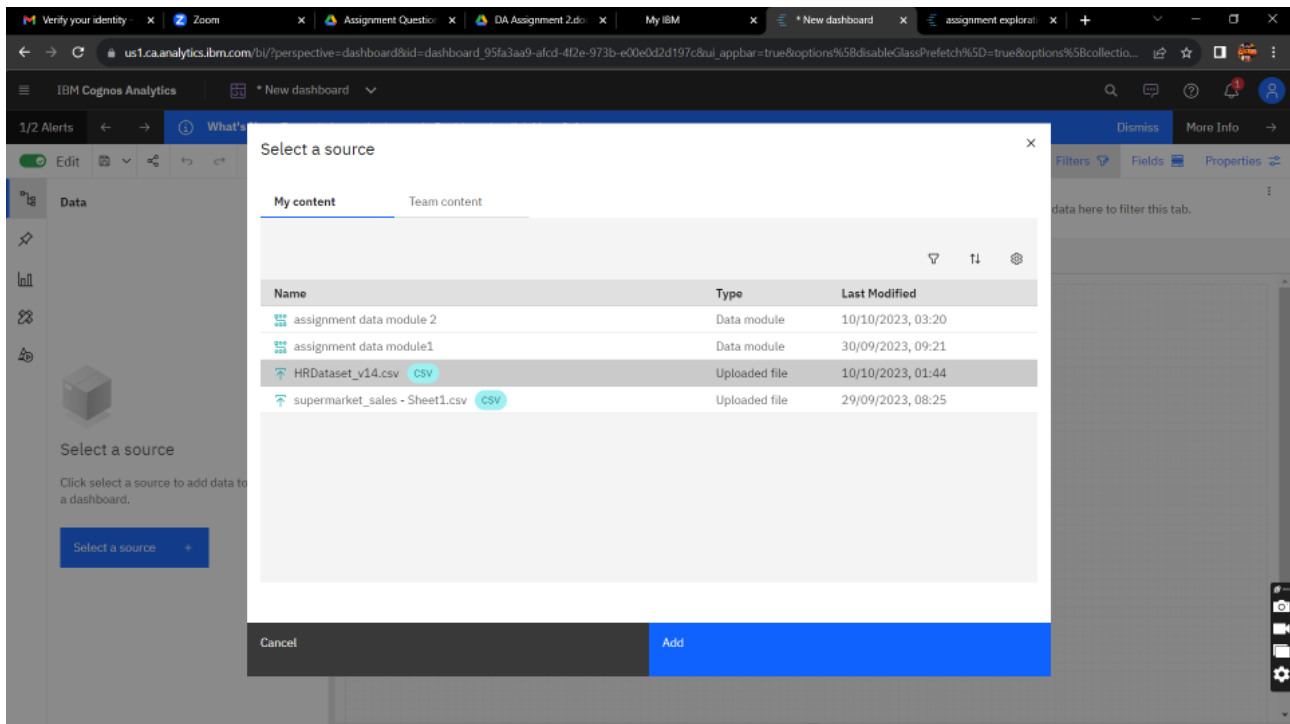 Verify your identity - Zoom Assignment Question DA Assignment 2.do My IBM * New dashboard assignment explorati
us1.ca.analytics.ibm.com/bi/?perspective=dashboard&id=dashboard_95fa3aa9-afcd-4f2e-973b-e00e0d2d197c&ui_appbar=true&options%5BdisableGlassPrefetch%5D=true&options%5Bcollectio...
IBM Cognos Analytics * New dashboard 1
1/2 Alerts What's Dismiss More Info
Edit Filters Fields Properties
Select a source
Data data here to filter this tab.
My content Team content
Name Type Last Modified
assignment data module 2 Data module 10/10/2023, 03:20
assignment data module1 Data module 30/09/2023, 09:21
HRDataset_v14.csv CSV Uploaded file 10/10/2023, 01:44
supermarket_sales - Sheet1.csv CSV Uploaded file 29/09/2023, 08:25
Select a source
Click select a source to add data to
a dashboard.
Select a source +
Cancel Add